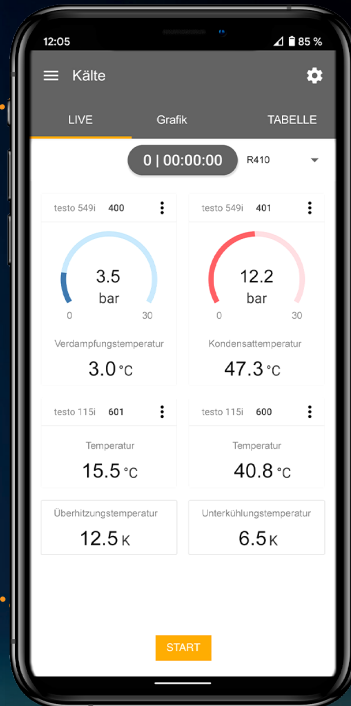 12:05 85 %
Kälte
LIVE Grafik TABELLE
0 | 00:00:00 R410
testo 549i 400 testo 549i 401
3.5 12.2
bar bar
0 30 0 30
Verdampfungstemperatur Kondensattemperatur
3.0 °C 47.3 °C
testo 115i 601 testo 115i 600
Temperatur Temperatur
15.5 °C 40.8 °C
Überhitzungstemperatur Unterkühlungstemperatur
12.5 K 6.5 K
START